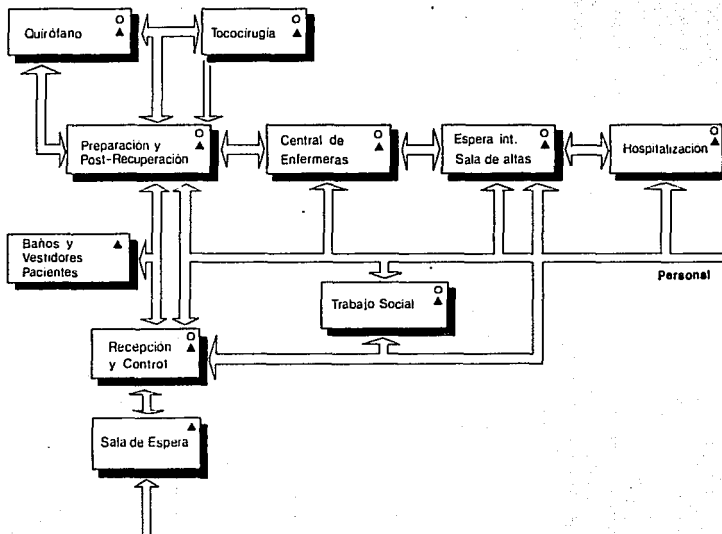 Quirófano
Tococirugía
Preparación y
Post-Recuperación
Central de
Enfermeras
Espera int.
Sala de altas
Hospitalización
Baños y
Vestidores
Pacientes
Personal
Trabajo Social
Recepción
y Control
Sala de Espera